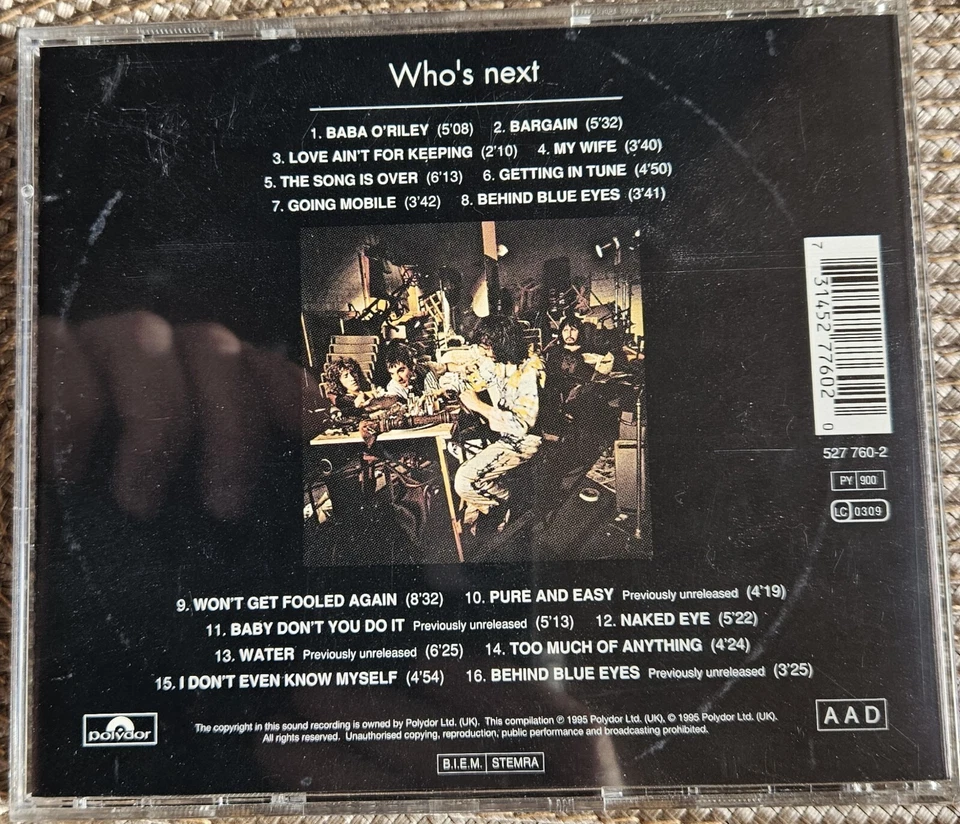 Who's next
1. BABA O'RILEY (5'08) 2. BARGAIN (5'32)
3. LOVE AIN'T FOR KEEPING (2'10) 4. MY WIFE (3'40)
5. THE SONG IS OVER (6'13) 6. GETTING IN TUNE (4'50)
7. GOING MOBILE (3'42) 8. BEHIND BLUE EYES (3'41)
7 31452 77602 0
527 760-2
PY 900
LC 0309
9. WON'T GET FOOLED AGAIN (8'32) 10. PURE AND EASY Previously unreleased (4'19)
11. BABY DON'T YOU DO IT Previously unreleased (5'13) 12. NAKED EYE (5'22)
13. WATER Previously unreleased (6'25) 14. TOO MUCH OF ANYTHING (4'24)
15. I DON'T EVEN KNOW MYSELF (4'54) 16. BEHIND BLUE EYES Previously unreleased (3'25)
polydor
The copyright in this sound recording is owned by Polydor Ltd. (UK). This compilation ℗ 1995 Polydor Ltd. (UK), © 1995 Polydor Ltd. (UK).
All rights reserved. Unauthorised copying, reproduction, public performance and broadcasting prohibited.
AAD
B.I.E.M. STEMRA